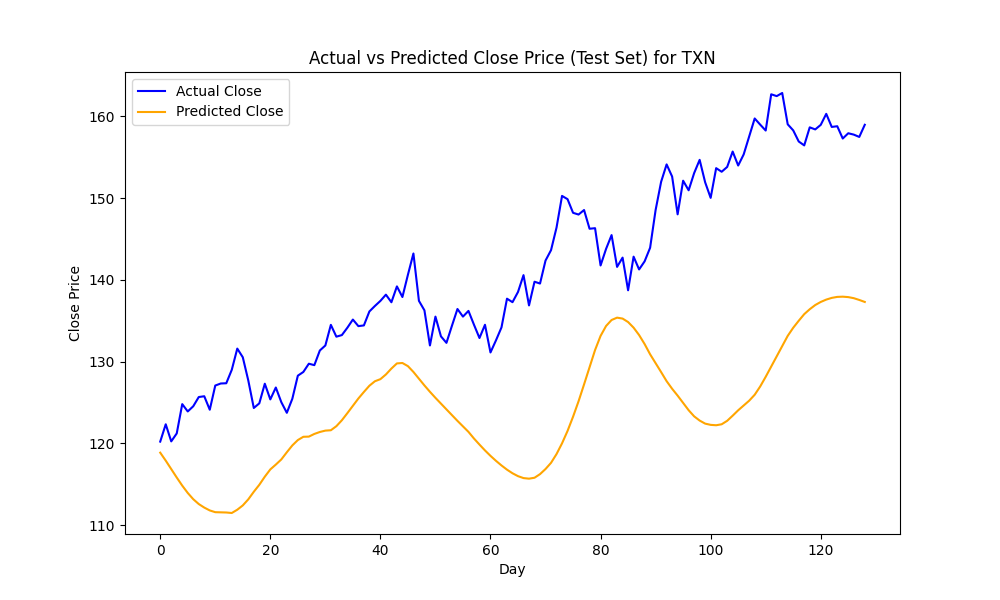 Actual vs Predicted Close Price (Test Set) for TXN
Actual Close
Predicted Close
160
150
140
130
120
110
Close Price
0 20 40 60 80 100 120
Day